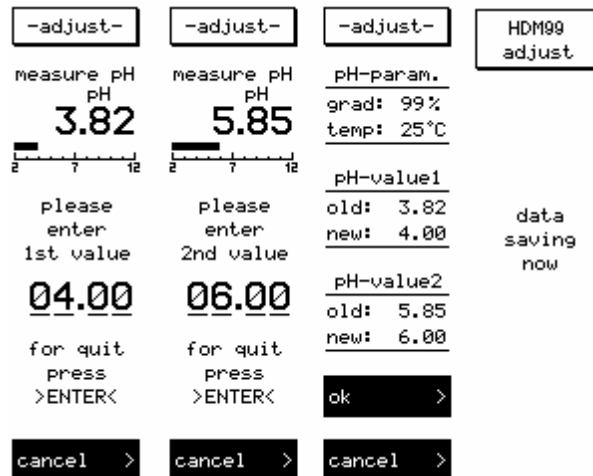 -adjust-
measure pH
pH
3.82
2 7 12
please
enter
1st value
04.00
for quit
press
>ENTER<
cancel >
-adjust-
measure pH
pH
5.85
2 7 12
please
enter
2nd value
06.00
for quit
press
>ENTER<
cancel >
-adjust-
pH-param.
grad: 99%
temp: 25°C
pH-value1
old: 3.82
new: 4.00
pH-value2
old: 5.85
new: 6.00
ok >
cancel >
HDM99
adjust
data
saving
now